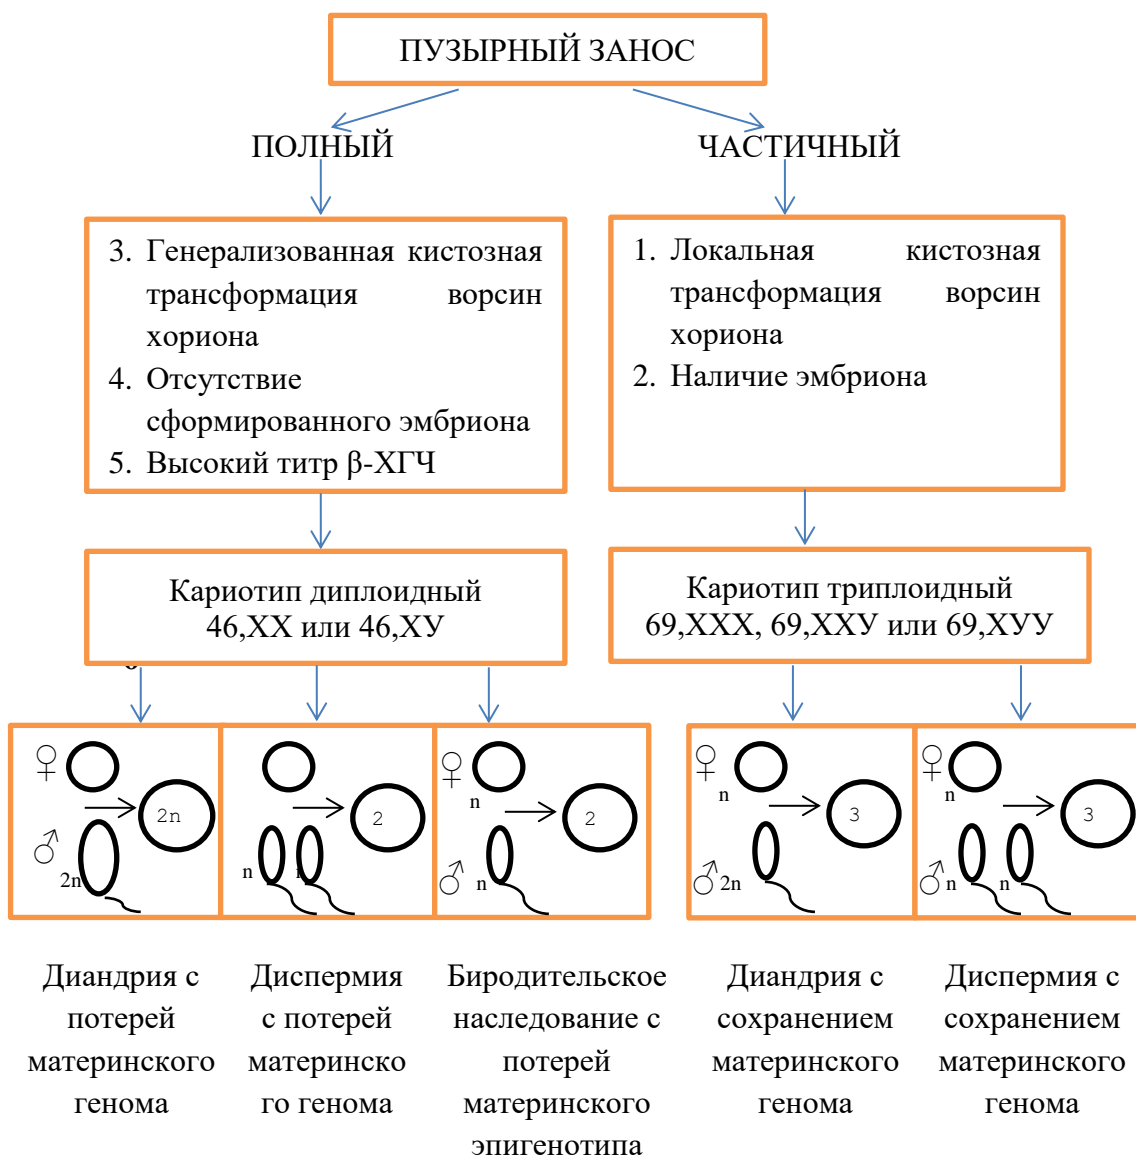 ПУЗЫРНЫЙ ЗАНОС
ПОЛНЫЙ
ЧАСТИЧНЫЙ
3. Генерализованная кистозная
трансформация ворсин
хориона
4. Отсутствие
сформированного эмбриона
5. Высокий титр β-ХГЧ
1. Локальная кистозная
трансформация ворсин
хориона
2. Наличие эмбриона
Кариотип диплоидный
46,ХХ или 46,ХУ
Кариотип триплоидный
69,ХХХ, 69,ХХУ или 69,ХУУ
♀
2n
♂
2n
2
n
♀
n
2
♂
n
♀
n
3
♂
2n
♀
n
3
♂
n
n
Диандрия с
потерей
материнского
генома
Диспермия
с потерей
материнско
го генома
Биродительское
наследование с
потерей
материнского
эпигенотипа
Диандрия с
сохранением
материнского
генома
Диспермия с
сохранением
материнского
генома